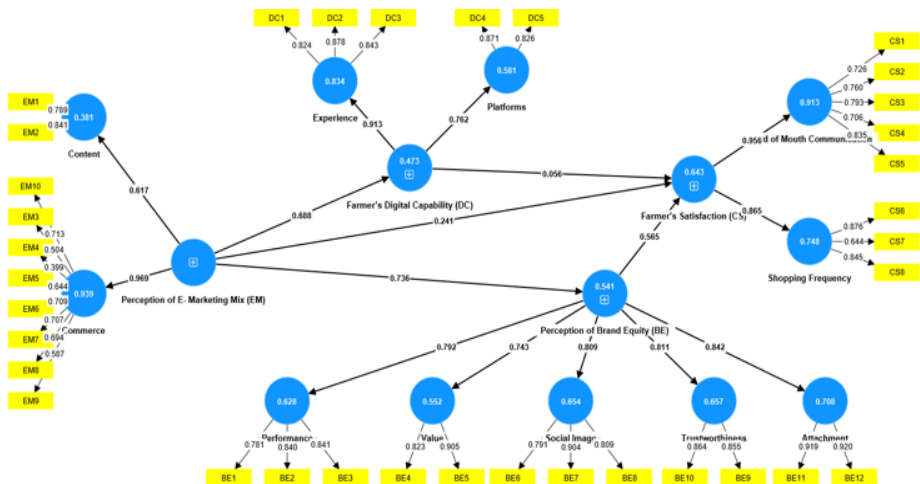 DC1
DC2
DC3
DC4
DC5
0.824
0.878
0.843
0.871
0.826
CS1
0.726
CS2
0.760
CS3
0.793
CS4
0.706
0.835
CS5
EM1
0.789
EM2
0.841
0.381
Content
0.834
Experience
0.581
Platforms
0.913
0.913
0.762
0.956
d of Mouth Commun
0.473
Farmer's Digital Capability (DC)
0.056
0.643
Farmer's Satisfaction (CS)
0.617
0.688
0.241
0.865
0.565
0.748
Shopping Frequency
CS6
0.876
CS7
0.644
CS8
0.845
EM10
EM3
0.713
EM4
0.504
0.399
EM5
0.644
0.709
EM6
0.707
EM7
0.694
EM8
0.587
EM9
0.939
Commerce
0.969
Perception of E- Marketing Mix (EM)
0.736
0.541
Perception of Brand Equity (BE)
0.792
0.743
0.809
0.811
0.842
0.628
Performance
0.552
Value
0.654
Social Image
0.657
Trustworthiness
0.708
Attachment
0.781
0.840
0.841
0.823
0.905
0.791
0.904
0.809
0.864
0.855
0.919
0.920
BE1
BE2
BE3
BE4
BE5
BE6
BE7
BE8
BE10
BE9
BE11
BE12